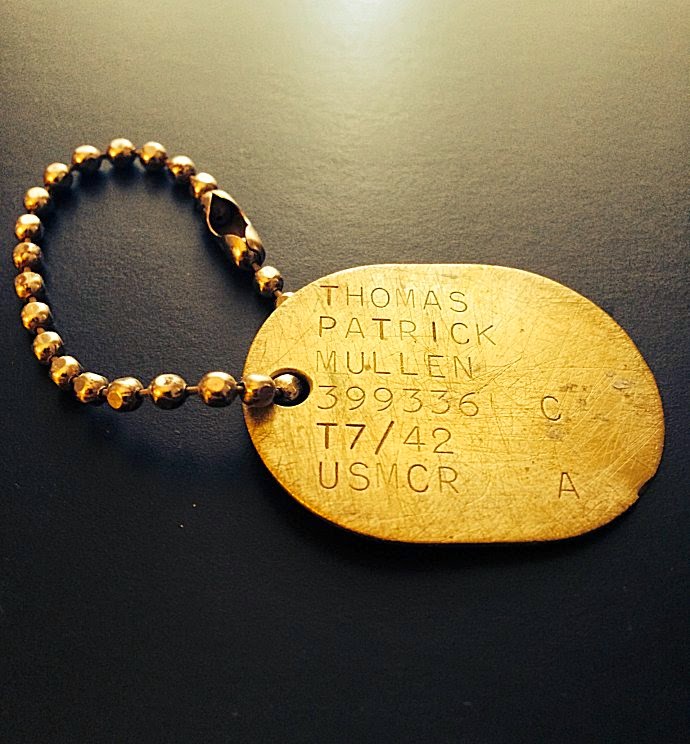 THOMAS
PATRICK
MULLEN
399336 C
T7/42
USMCR A